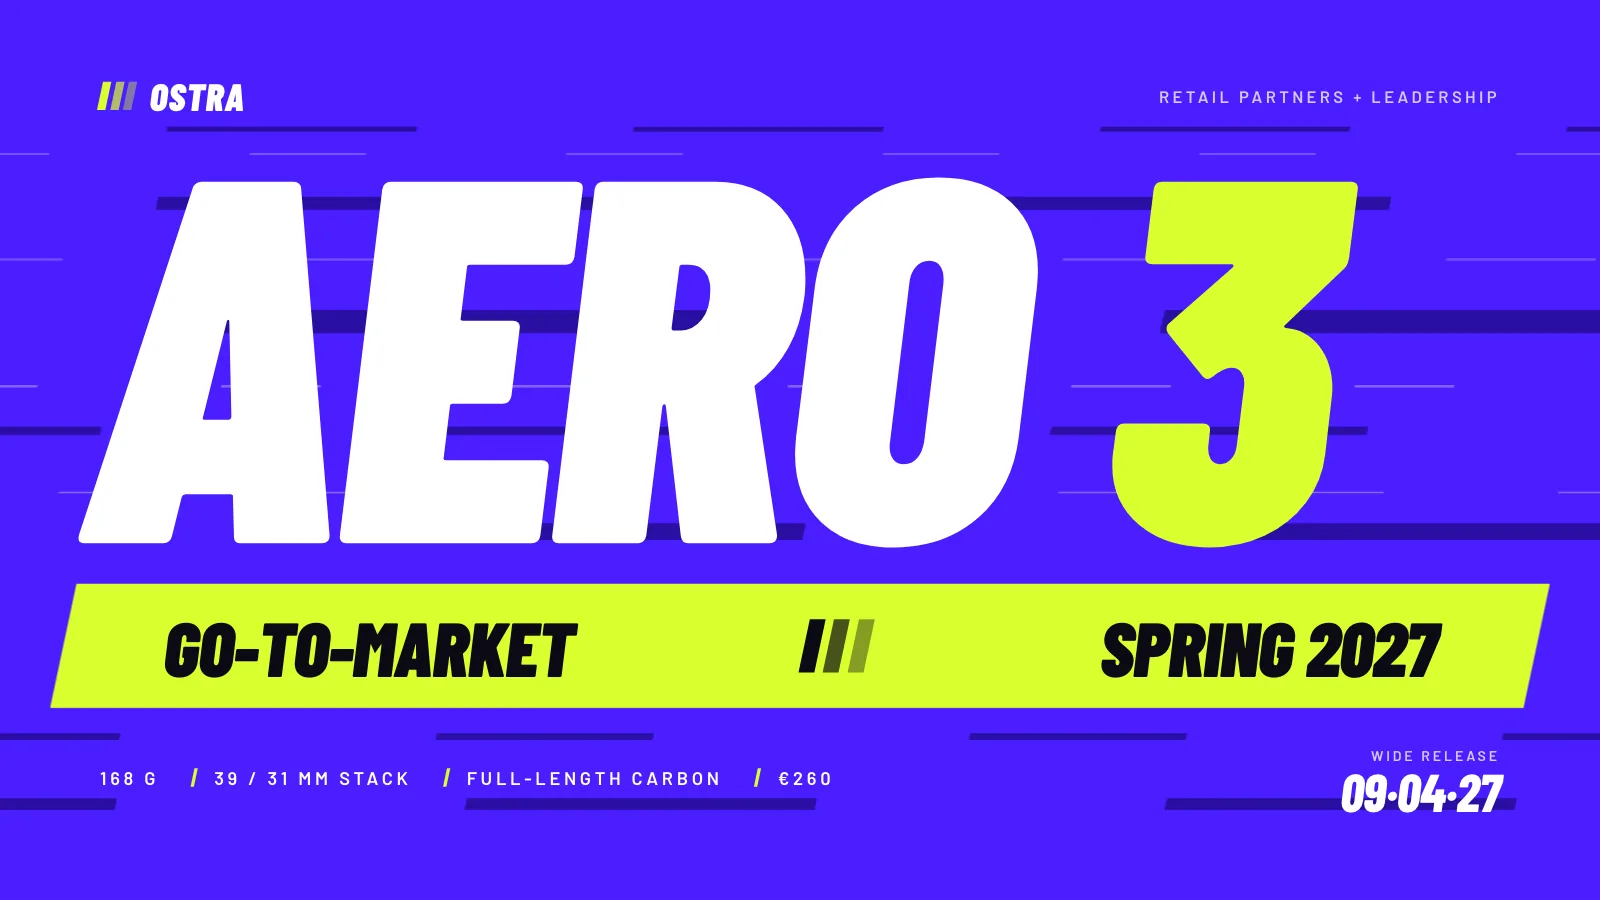 OSTRA
RETAIL PARTNERS + LEADERSHIP
AERO 3
GO-TO-MARKET
SPRING 2027
168 G / 39 / 31 MM STACK / FULL-LENGTH CARBON / €260
WIDE RELEASE
09·04·27